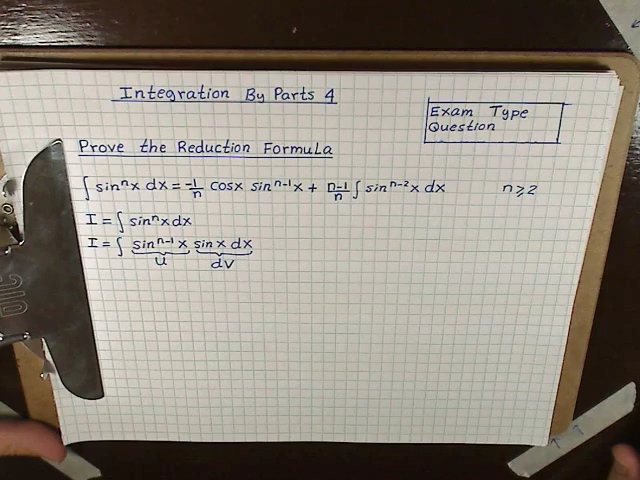 Integration By Parts 4
Exam Type
Question
Prove the Reduction Formula
∫ sinⁿx dx = -1/n cosx sinⁿ⁻¹x + n-1/n ∫ sinⁿ⁻²x dx n≥2
I = ∫ sinⁿx dx
I = ∫ sinⁿ⁻¹x sin x dx
u dv